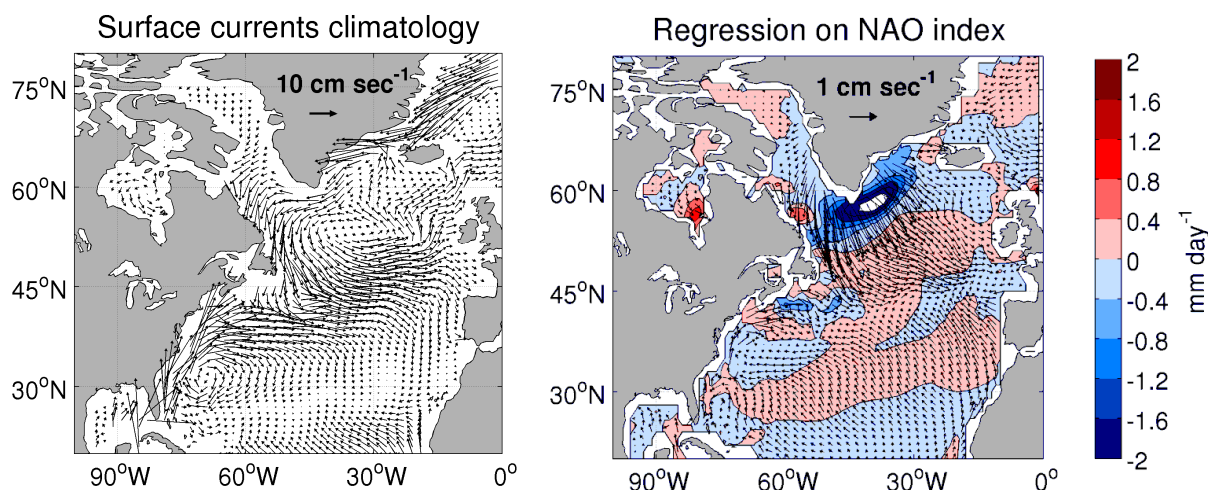 Surface currents climatology
10 cm sec⁻¹
75°N
60°N
45°N
30°N
90°W
60°W
30°W
0°
Regression on NAO index
1 cm sec⁻¹
75°N
60°N
45°N
30°N
90°W
60°W
30°W
0°
2
1.6
1.2
0.8
0.4
0
-0.4
-0.8
-1.2
-1.6
-2
mm day⁻¹